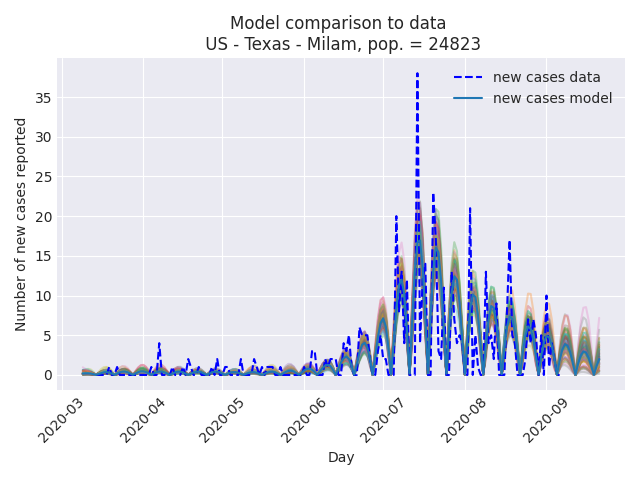 Model comparison to data
US - Texas - Milam, pop. = 24823
new cases data
new cases model
Number of new cases reported
35
30
25
20
15
10
5
0
2020-03
2020-04
2020-05
2020-06
2020-07
2020-08
2020-09
Day